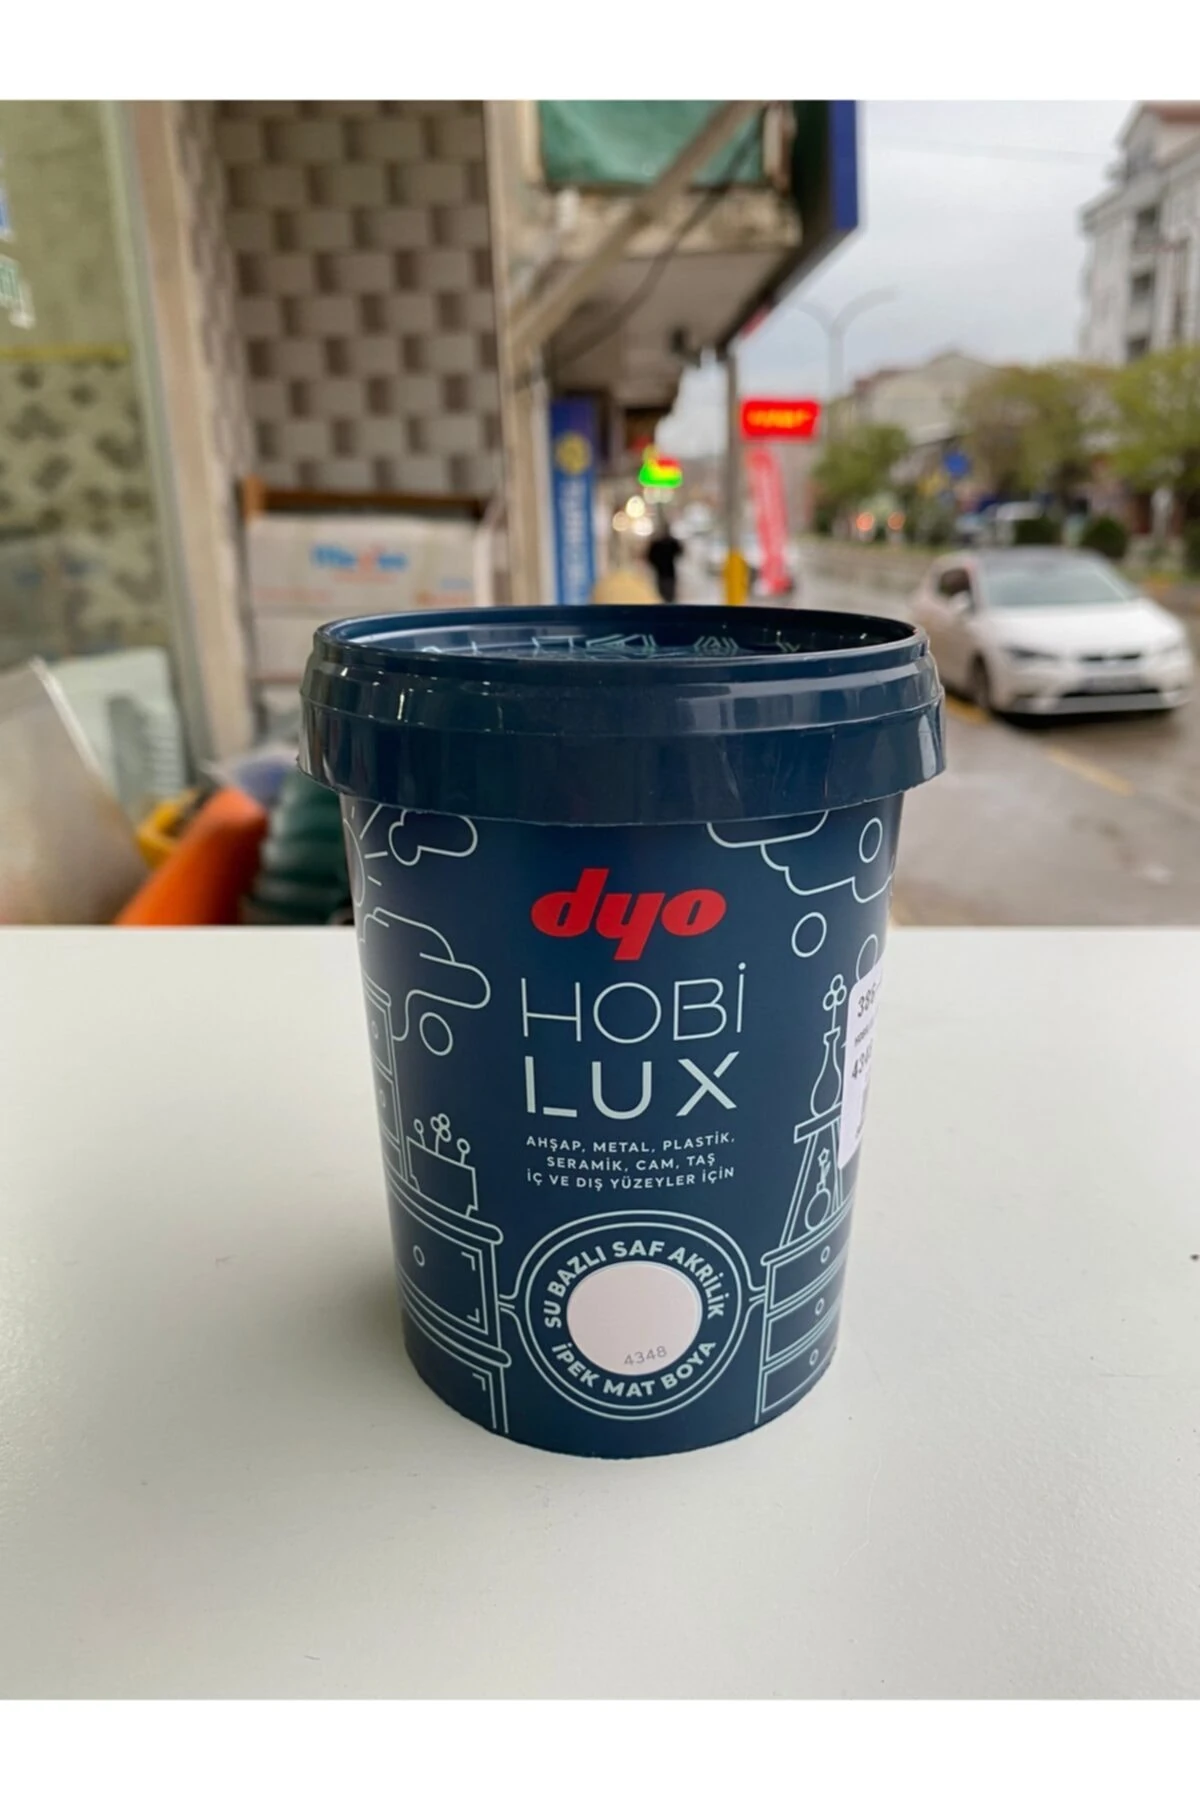 dyo
HOBİ
LUX
AHŞAP, METAL, PLASTİK,
SERAMİK, CAM, TAŞ
İÇ VE DIŞ YÜZEYLER İÇİN
SU BAZLI SAF AKRİLİK
4348
İPEK MAT BOYA